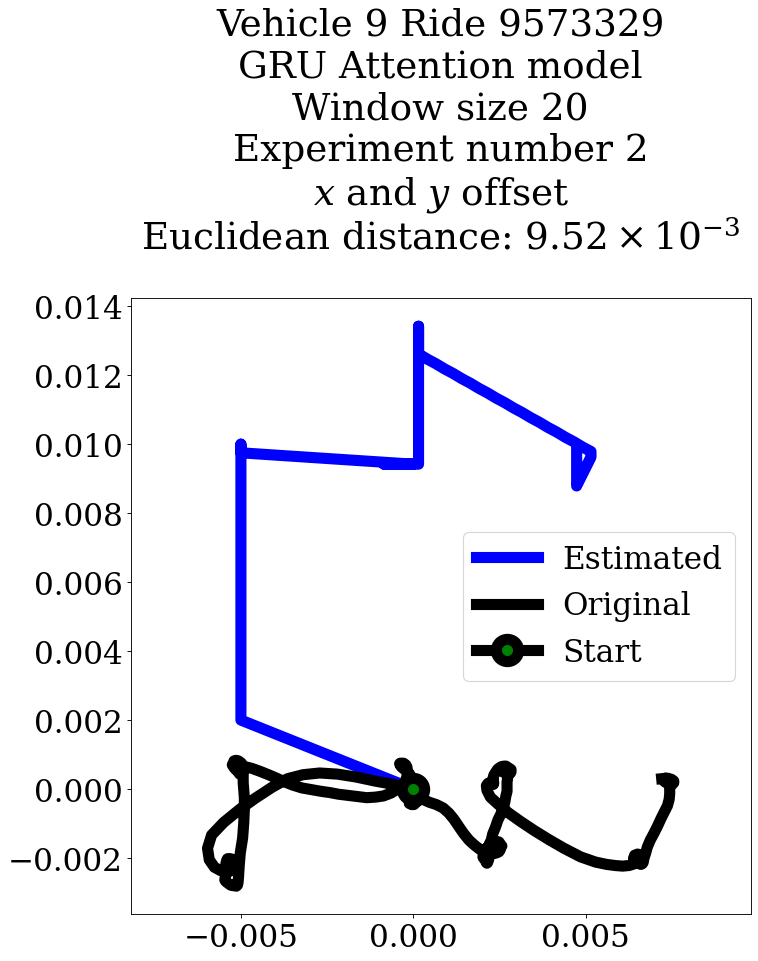 Vehicle 9 Ride 9573329
GRU Attention model
Window size 20
Experiment number 2
x and y offset
Euclidean distance: 9.52 × 10⁻³
0.014
0.012
0.010
0.008
0.006
0.004
0.002
0.000
−0.002
Estimated
Original
Start
−0.005
0.000
0.005